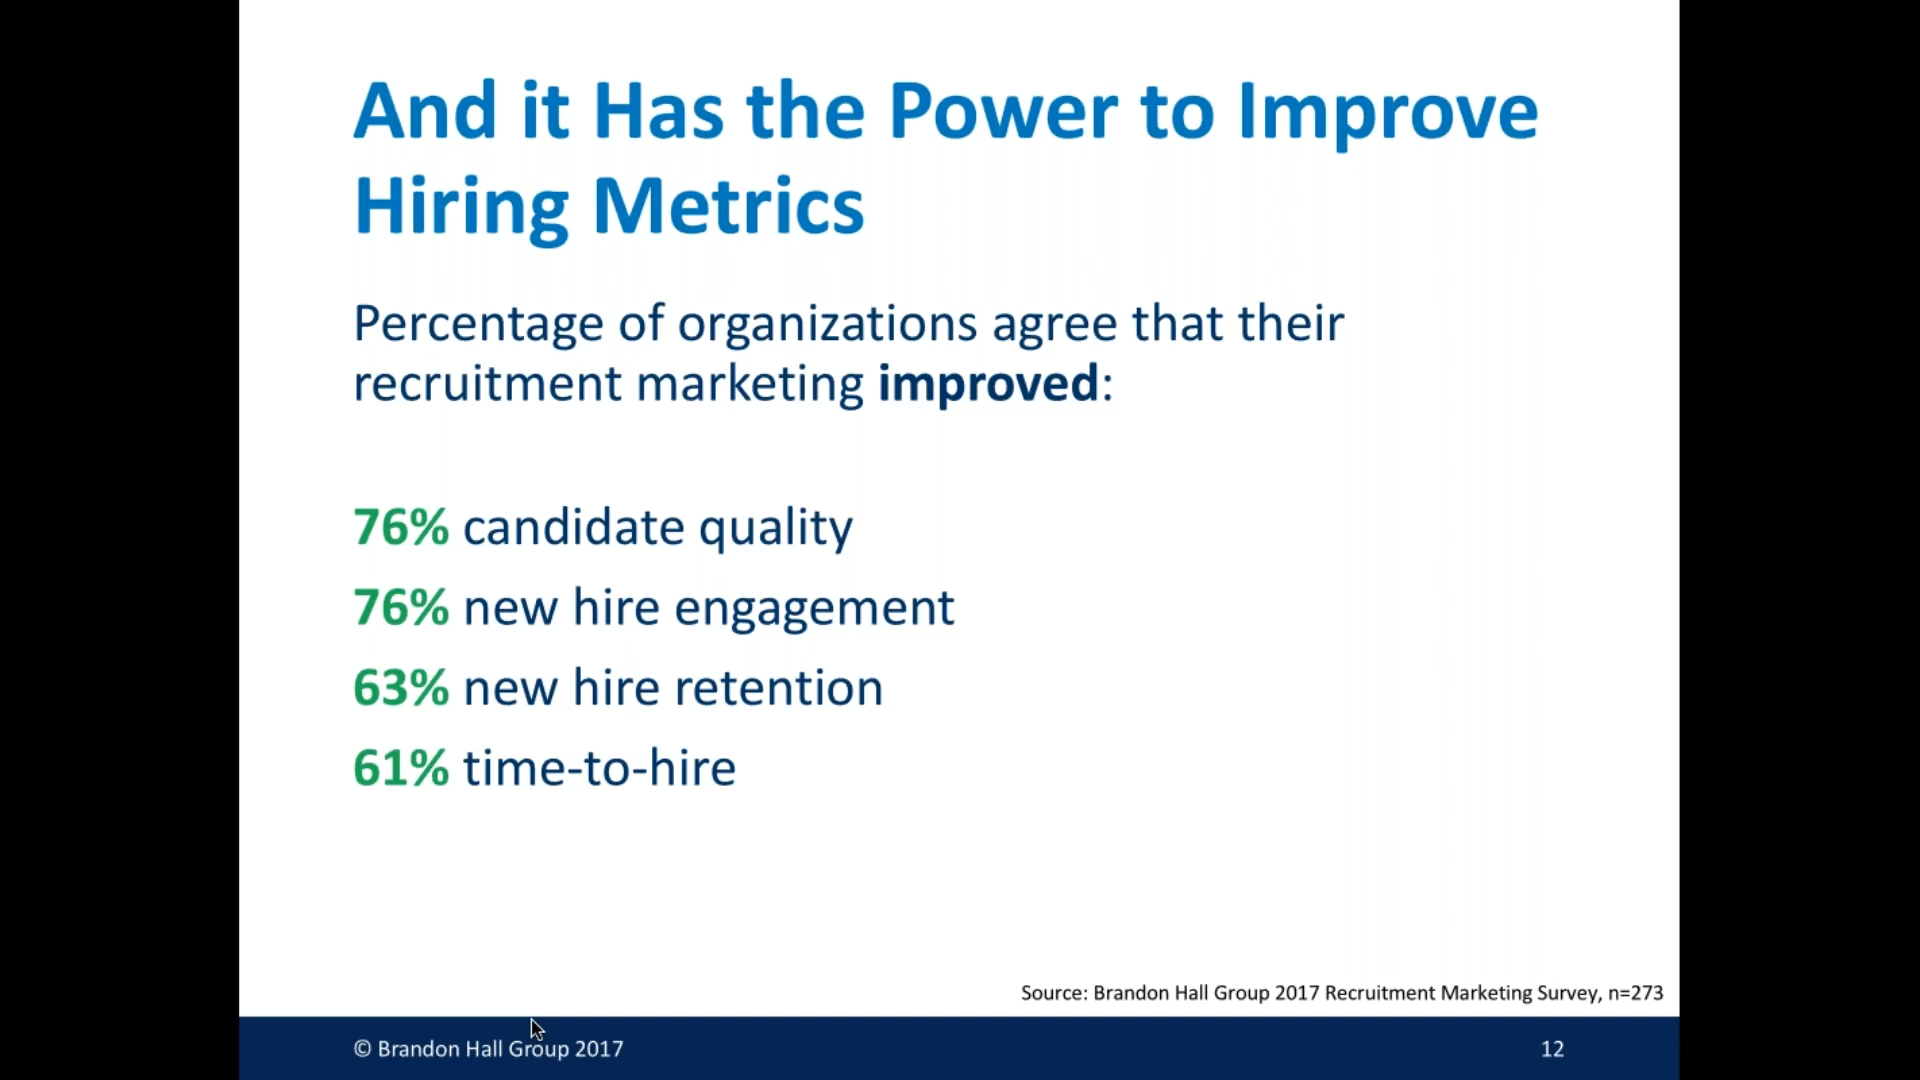 And it Has the Power to Improve
Hiring Metrics
Percentage of organizations agree that their
recruitment marketing improved:
76% candidate quality
76% new hire engagement
63% new hire retention
61% time-to-hire
Source: Brandon Hall Group 2017 Recruitment Marketing Survey, n=273
© Brandon Hall Group 2017
12